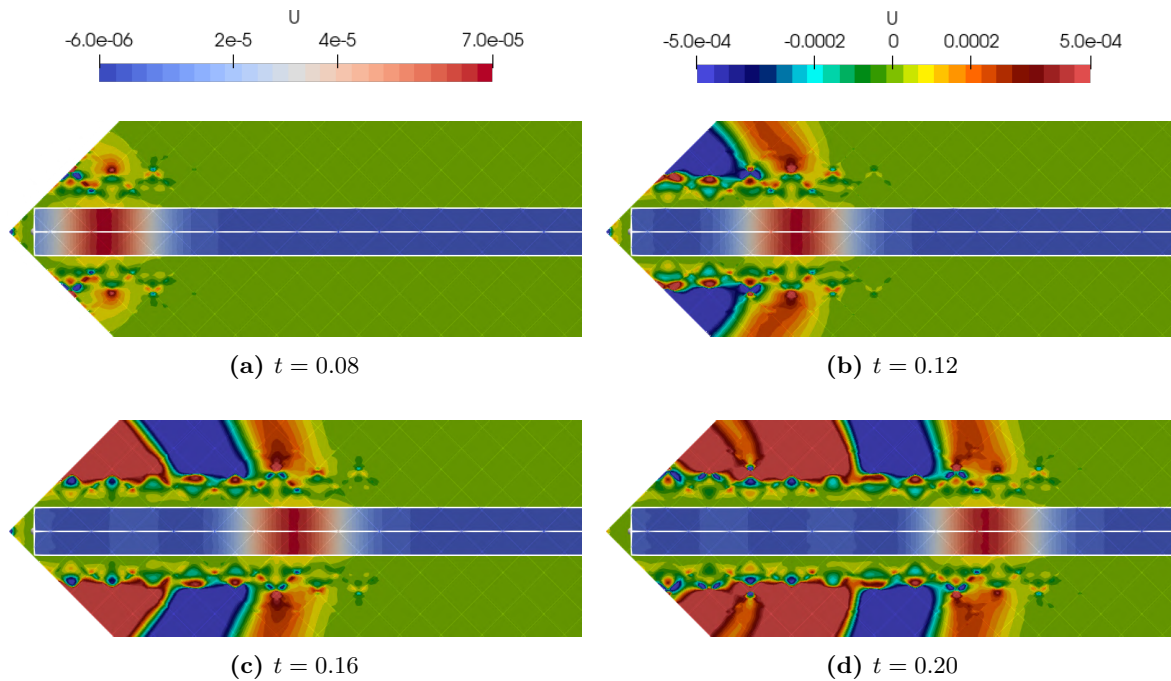 U
-6.0e-06 2e-5 4e-5 7.0e-05
U
-5.0e-04 -0.0002 0 0.0002 5.0e-04
(a) t = 0.08
(b) t = 0.12
(c) t = 0.16
(d) t = 0.20